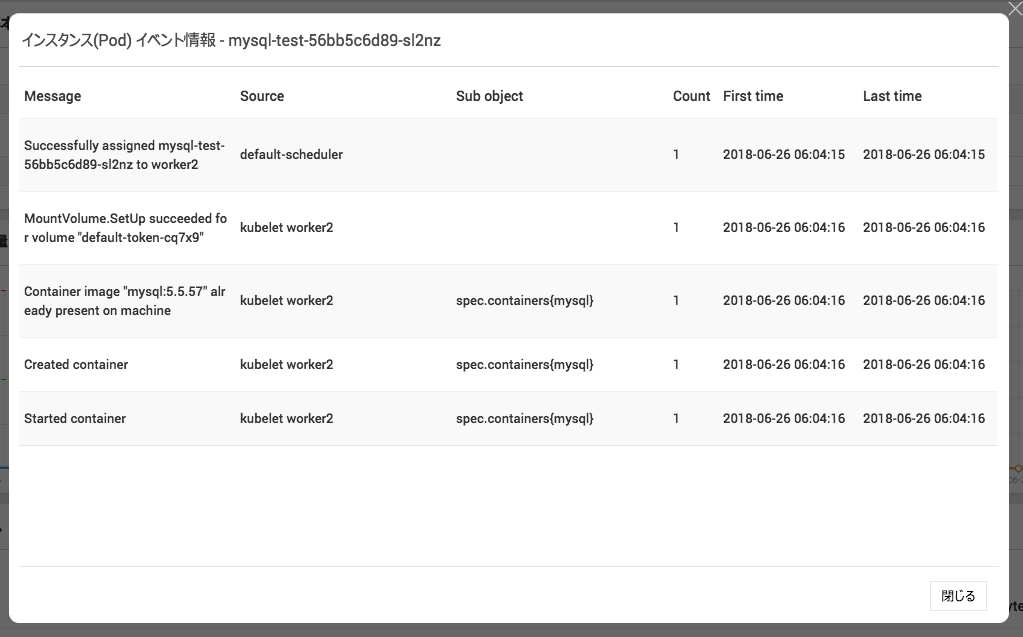 インスタンス(Pod) イベント情報 - mysql-test-56bb5c6d89-sl2nz
Message Source Sub object Count First time Last time
Successfully assigned mysql-test-
56bb5c6d89-sl2nz to worker2 default-scheduler 1 2018-06-26 06:04:15 2018-06-26 06:04:15
MountVolume.SetUp succeeded fo
r volume "default-token-cq7x9" kubelet worker2 1 2018-06-26 06:04:16 2018-06-26 06:04:16
Container image "mysql:5.5.57" alr
eady present on machine kubelet worker2 spec.containers{mysql} 1 2018-06-26 06:04:16 2018-06-26 06:04:16
Created container kubelet worker2 spec.containers{mysql} 1 2018-06-26 06:04:16 2018-06-26 06:04:16
Started container kubelet worker2 spec.containers{mysql} 1 2018-06-26 06:04:16 2018-06-26 06:04:16
閉じる